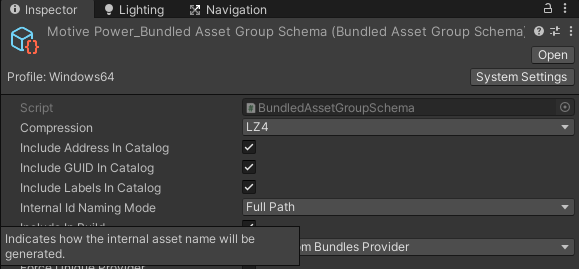 Inspector Lighting Navigation
Motive Power_Bundled Asset Group Schema (Bundled Asset Group Schema)
Open
Profile: Windows64 System Settings
Script BundledAssetGroupSchema
Compression LZ4
Include Address In Catalog
Include GUID In Catalog
Include Labels In Catalog
Internal Id Naming Mode Full Path
Include In Build
Indicates how the internal asset name will be
generated.
om Bundles Provider
Force Unique Provider